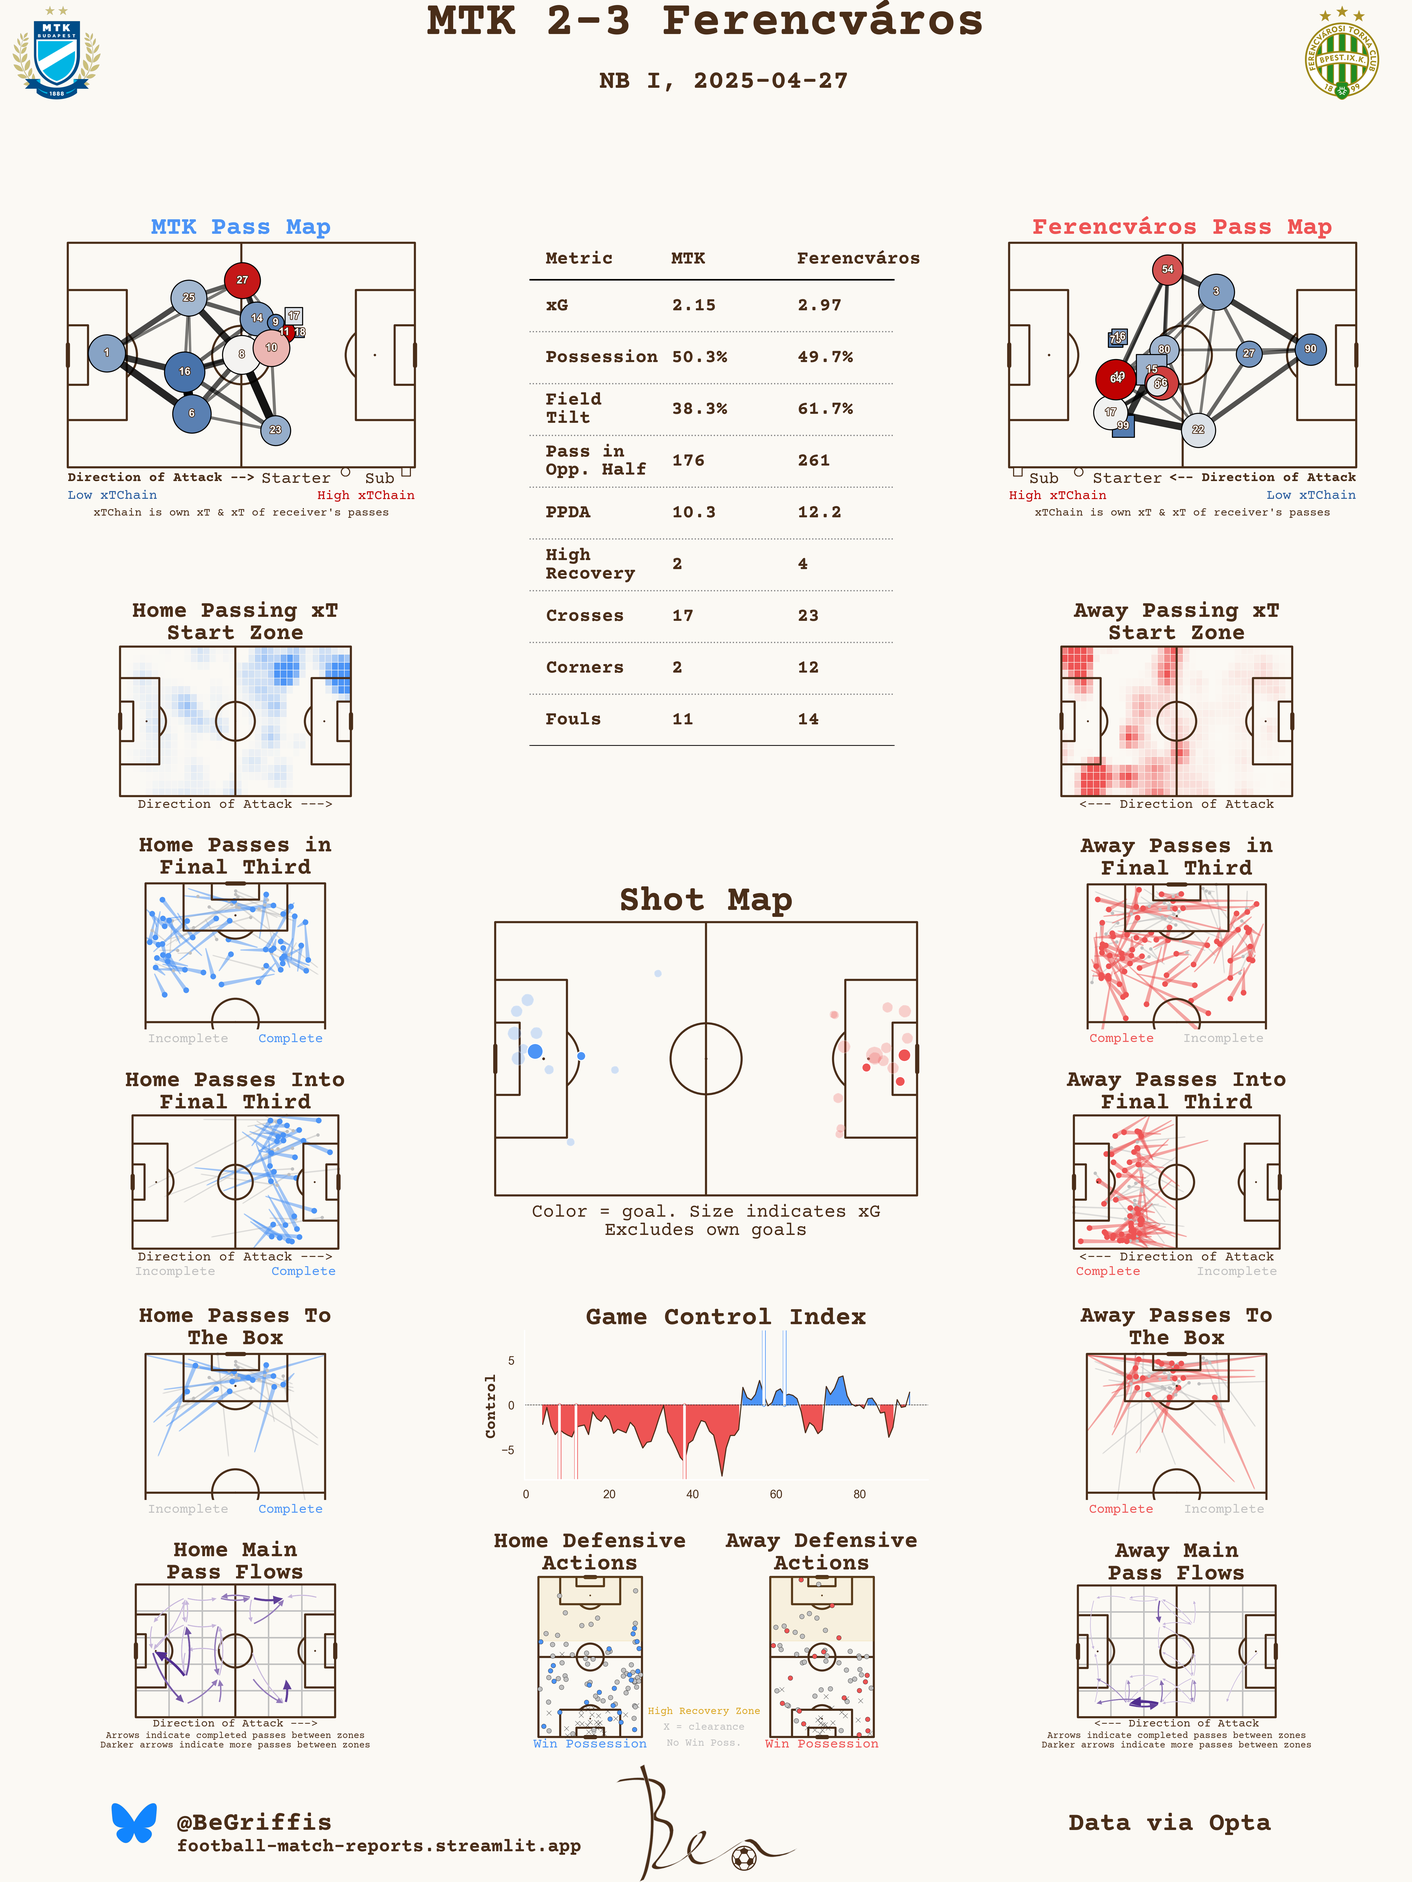 MTK 2-3 Ferencváros
NB I, 2025-04-27
MTK
BUDAPEST
1888
FERENCVÁROSI TORNA CLUB
BPEST.IX.K.
18 99
MTK Pass Map
27
25
14
9
17
11
18
1
8
10
16
6
23
Direction of Attack --> Starter Sub
Low xTChain High xTChain
xTChain is own xT & xT of receiver's passes
Metric MTK Ferencváros
xG 2.15 2.97
Possession 50.3% 49.7%
Field
Tilt 38.3% 61.7%
Pass in
Opp. Half 176 261
PPDA 10.3 12.2
High
Recovery 2 4
Crosses 17 23
Corners 2 12
Fouls 11 14
Ferencváros Pass Map
54
3
16
80
27
90
15
64
17
99
22
Sub Starter <-- Direction of Attack
High xTChain Low xTChain
xTChain is own xT & xT of receiver's passes
Home Passing xT
Start Zone
Direction of Attack --->
Away Passing xT
Start Zone
<--- Direction of Attack
Home Passes in
Final Third
Incomplete Complete
Away Passes in
Final Third
Complete Incomplete
Shot Map
Color = goal. Size indicates xG
Excludes own goals
Home Passes Into
Final Third
Direction of Attack --->
Incomplete Complete
Away Passes Into
Final Third
<--- Direction of Attack
Complete Incomplete
Home Passes To
The Box
Incomplete Complete
Game Control Index
Control
5
0
−5
0 20 40 60 80
Away Passes To
The Box
Complete Incomplete
Home Main
Pass Flows
Direction of Attack --->
Arrows indicate completed passes between zones
Darker arrows indicate more passes between zones
Home Defensive
Actions
Win Possession
Away Defensive
Actions
Win Possession
High Recovery Zone
X = clearance
No Win Poss.
Away Main
Pass Flows
<--- Direction of Attack
Arrows indicate completed passes between zones
Darker arrows indicate more passes between zones
@BeGriffis
football-match-reports.streamlit.app
Ben
Data via Opta